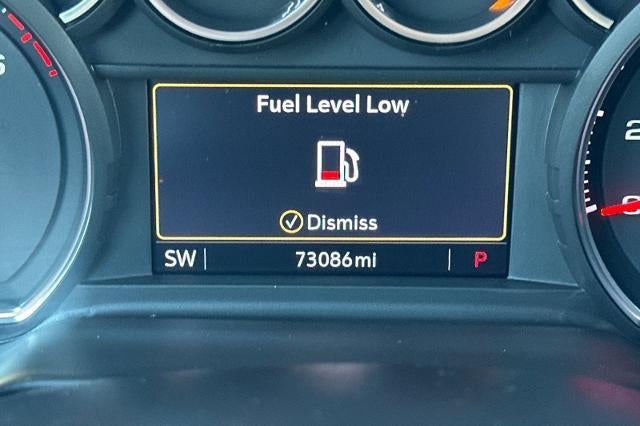 Fuel Level Low
Dismiss
SW
73086mi
P